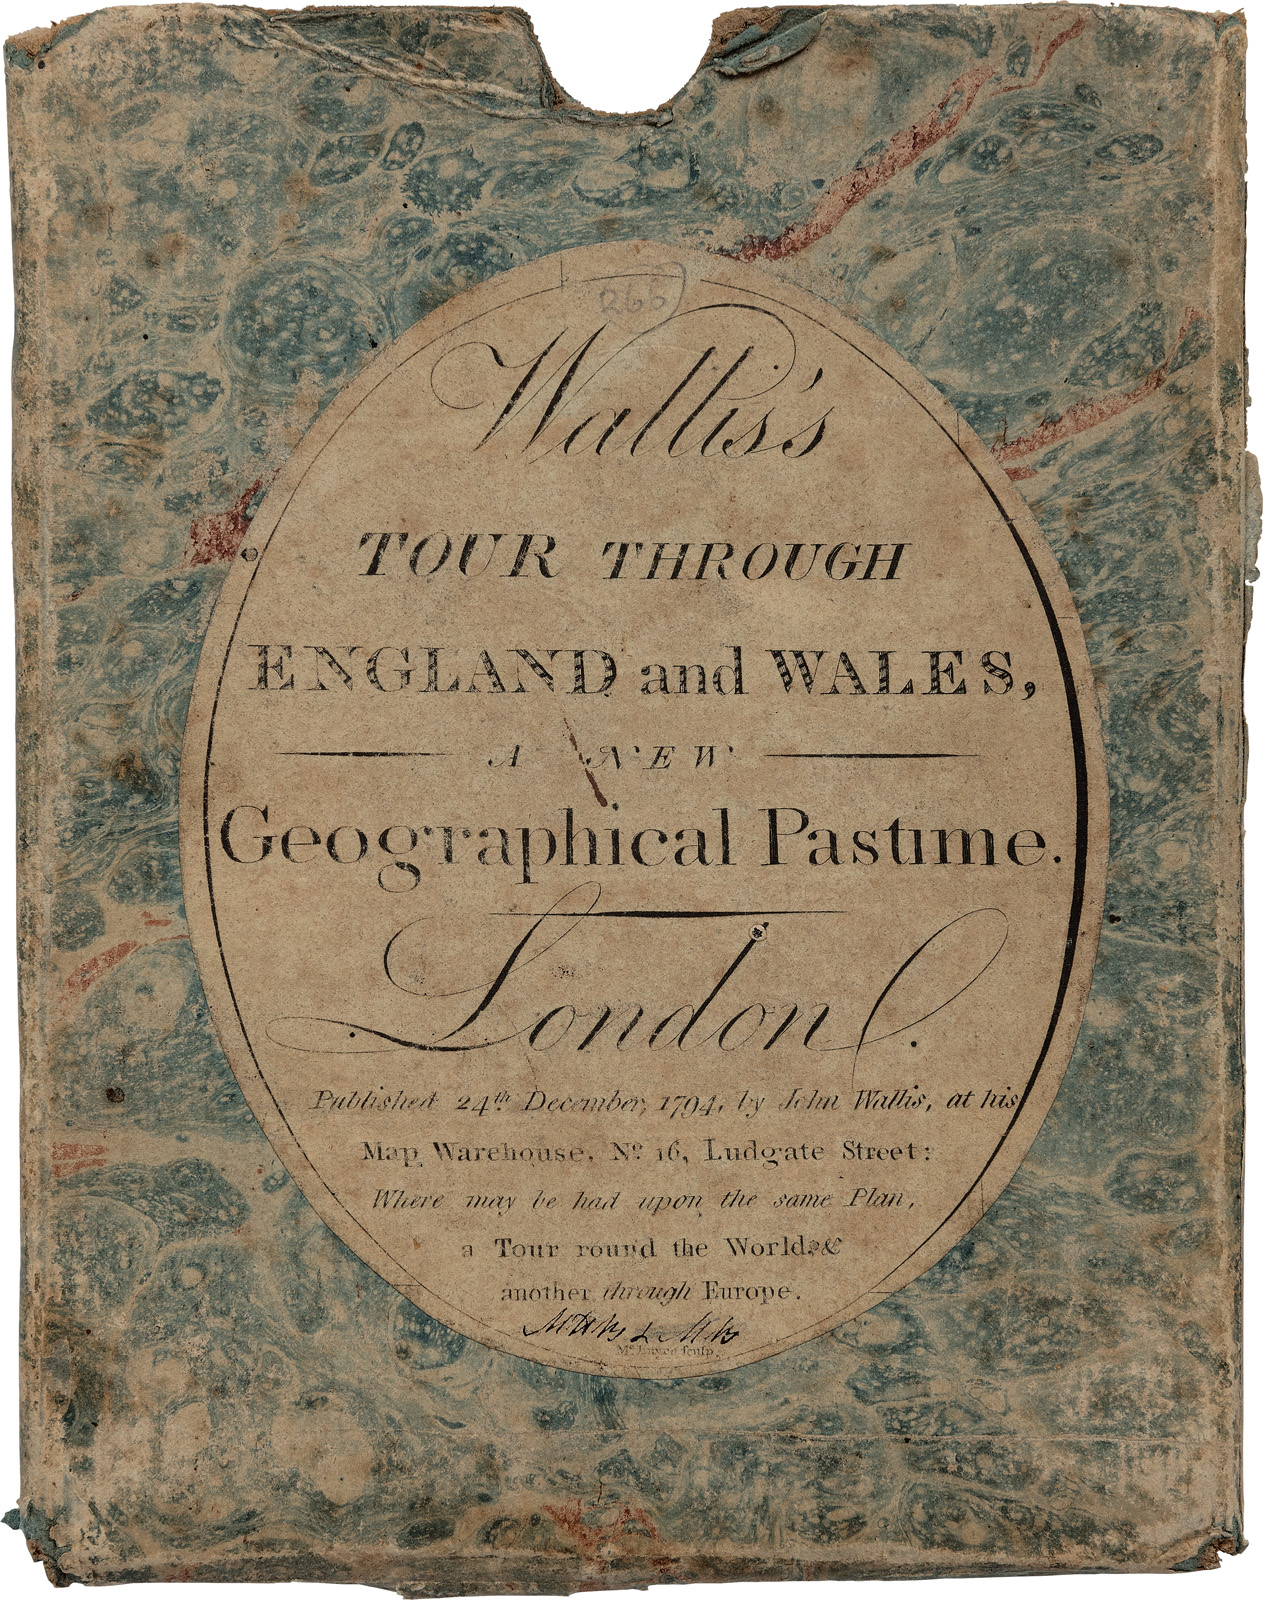 266
Wallis's
TOUR THROUGH
ENGLAND and WALES,
A NEW
Geographical Pastime.
London.
Published 24th December, 1794, by John Wallis, at his
Map Warehouse, No. 16, Ludgate Street:
Where may be had upon the same Plan,
a Tour round the World, &
another through Europe.
sculp.